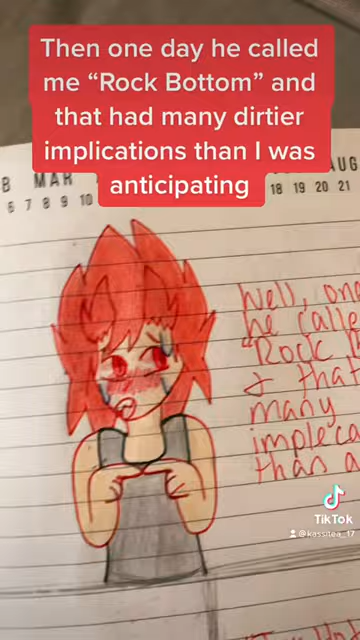 Then one day he called
me “Rock Bottom” and
that had many dirtier
implications than I was
anticipating
B MAR
AUG
6 7 8 9 10
18 19 20 21
Well, one
he calle
"Rock
& that
many
impleca
than a
TikTok
@kassitea_17